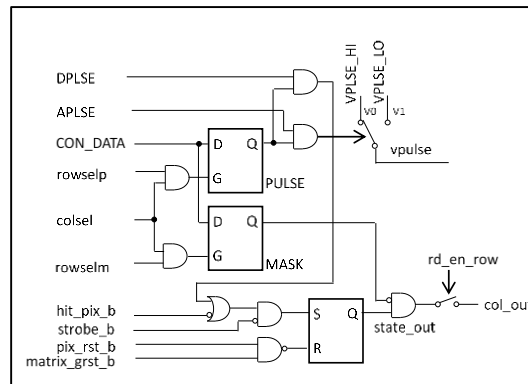 DPLSE
APLSE
CON_DATA
rowselp
colsel
rowselm
hit_pix_b
strobe_b
pix_rst_b
matrix_grst_b
D Q
G
PULSE
D Q
G
MASK
S Q
R
VPLSE_HI
VPLSE_LO
V0 V1
vpulse
rd_en_row
state_out
col_out